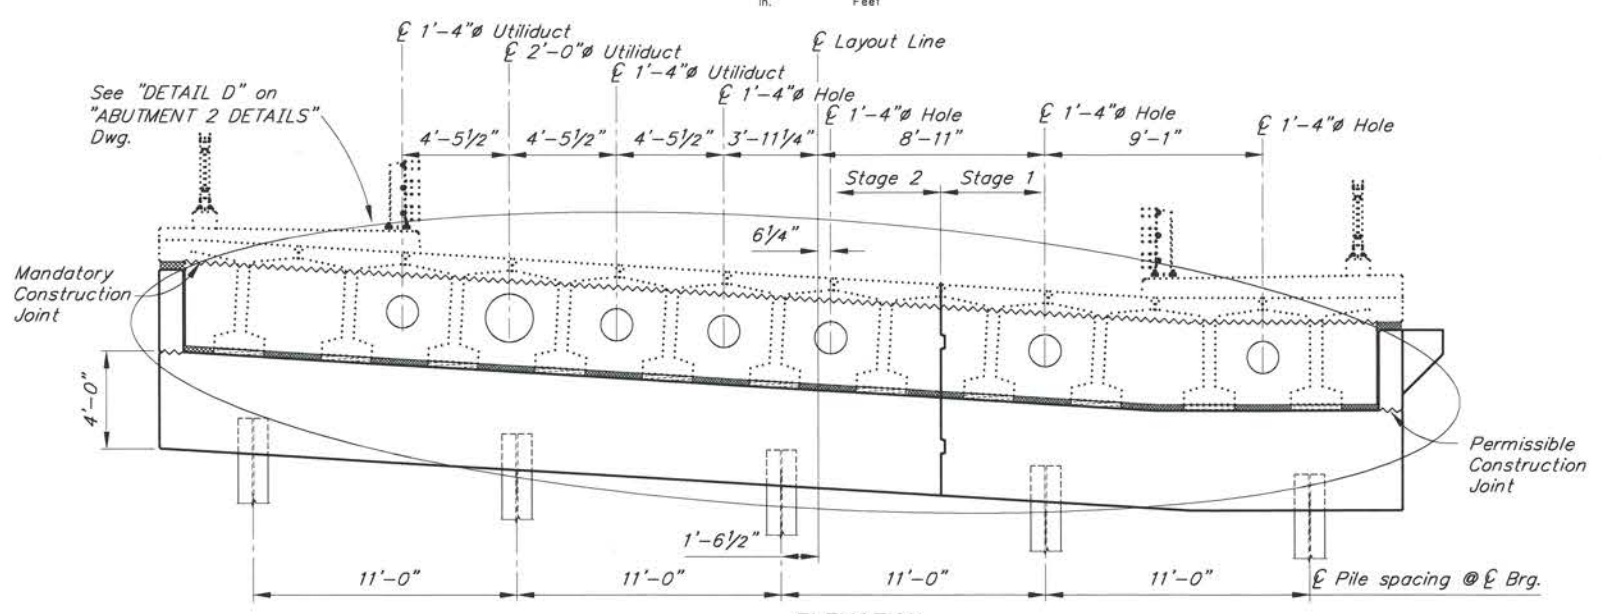 in. Feet
℄ 1'-4"ø Utiliduct
℄ 2'-0"ø Utiliduct
℄ 1'-4"ø Utiliduct
℄ 1'-4"ø Hole
℄ Layout Line
℄ 1'-4"ø Hole
℄ 1'-4"ø Hole
℄ 1'-4"ø Hole
See "DETAIL D" on
"ABUTMENT 2 DETAILS"
Dwg.
4'-5½" 4'-5½" 4'-5½" 3'-11¼" 8'-11" 9'-1"
Stage 2 Stage 1
6¼"
Mandatory
Construction
Joint
4'-0"
Permissible
Construction
Joint
1'-6½"
11'-0" 11'-0" 11'-0" 11'-0" ℄ Pile spacing @ ℄ Brg.